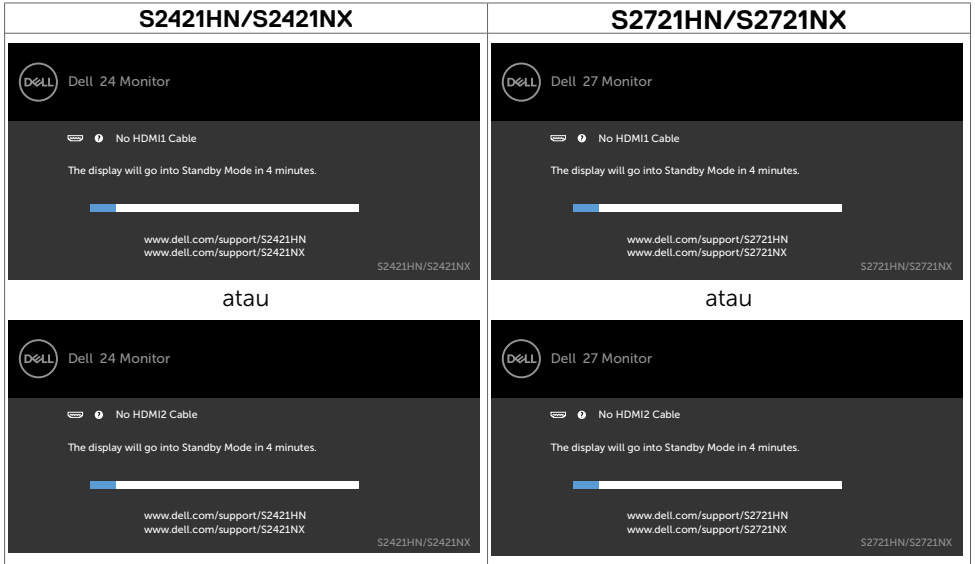 S2421HN/S2421NX
S2721HN/S2721NX
DELL
Dell 24 Monitor
No HDMI1 Cable
The display will go into Standby Mode in 4 minutes.
www.dell.com/support/S2421HN
www.dell.com/support/S2421NX
S2421HN/S2421NX
DELL
Dell 27 Monitor
No HDMI1 Cable
The display will go into Standby Mode in 4 minutes.
www.dell.com/support/S2721HN
www.dell.com/support/S2721NX
S2721HN/S2721NX
atau
atau
DELL
Dell 24 Monitor
No HDMI2 Cable
The display will go into Standby Mode in 4 minutes.
www.dell.com/support/S2421HN
www.dell.com/support/S2421NX
S2421HN/S2421NX
DELL
Dell 27 Monitor
No HDMI2 Cable
The display will go into Standby Mode in 4 minutes.
www.dell.com/support/S2721HN
www.dell.com/support/S2721NX
S2721HN/S2721NX